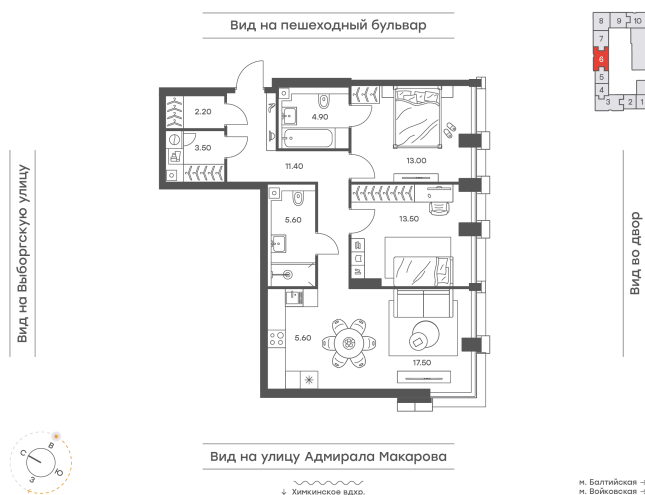 Вид на пешеходный бульвар
8 9 10
7
6
5
4
3 2 1
2.20
4.90
3.50
11.40
13.00
5.60
13.50
5.60
17.50
Вид на Выборгскую улицу
Вид во двор
Вид на улицу Адмирала Макарова
↓ Химкинское вдхр.
С В Ю З
м. Балтийская →
м. Войковская →